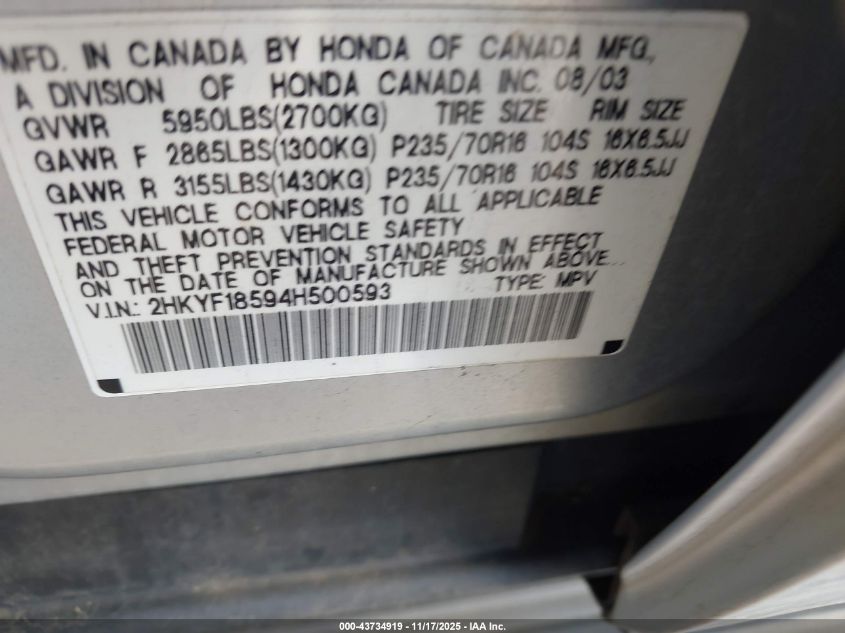 MFD. IN CANADA BY HONDA OF CANADA MFG.,
A DIVISION OF HONDA CANADA INC. 08/03
GVWR 5950LBS(2700KG) TIRE SIZE RIM SIZE
GAWR F 2865LBS(1300KG) P235/70R16 104S 16X6.5JJ
GAWR R 3155LBS(1430KG) P235/70R16 104S 16X6.5JJ
THIS VEHICLE CONFORMS TO ALL APPLICABLE
FEDERAL MOTOR VEHICLE SAFETY
AND THEFT PREVENTION STANDARDS IN EFFECT
ON THE DATE OF MANUFACTURE SHOWN ABOVE.
V.I.N.: 2HKYF18594H500593 TYPE: MPV
000-43734919 - 11/17/2025 - IAA Inc.